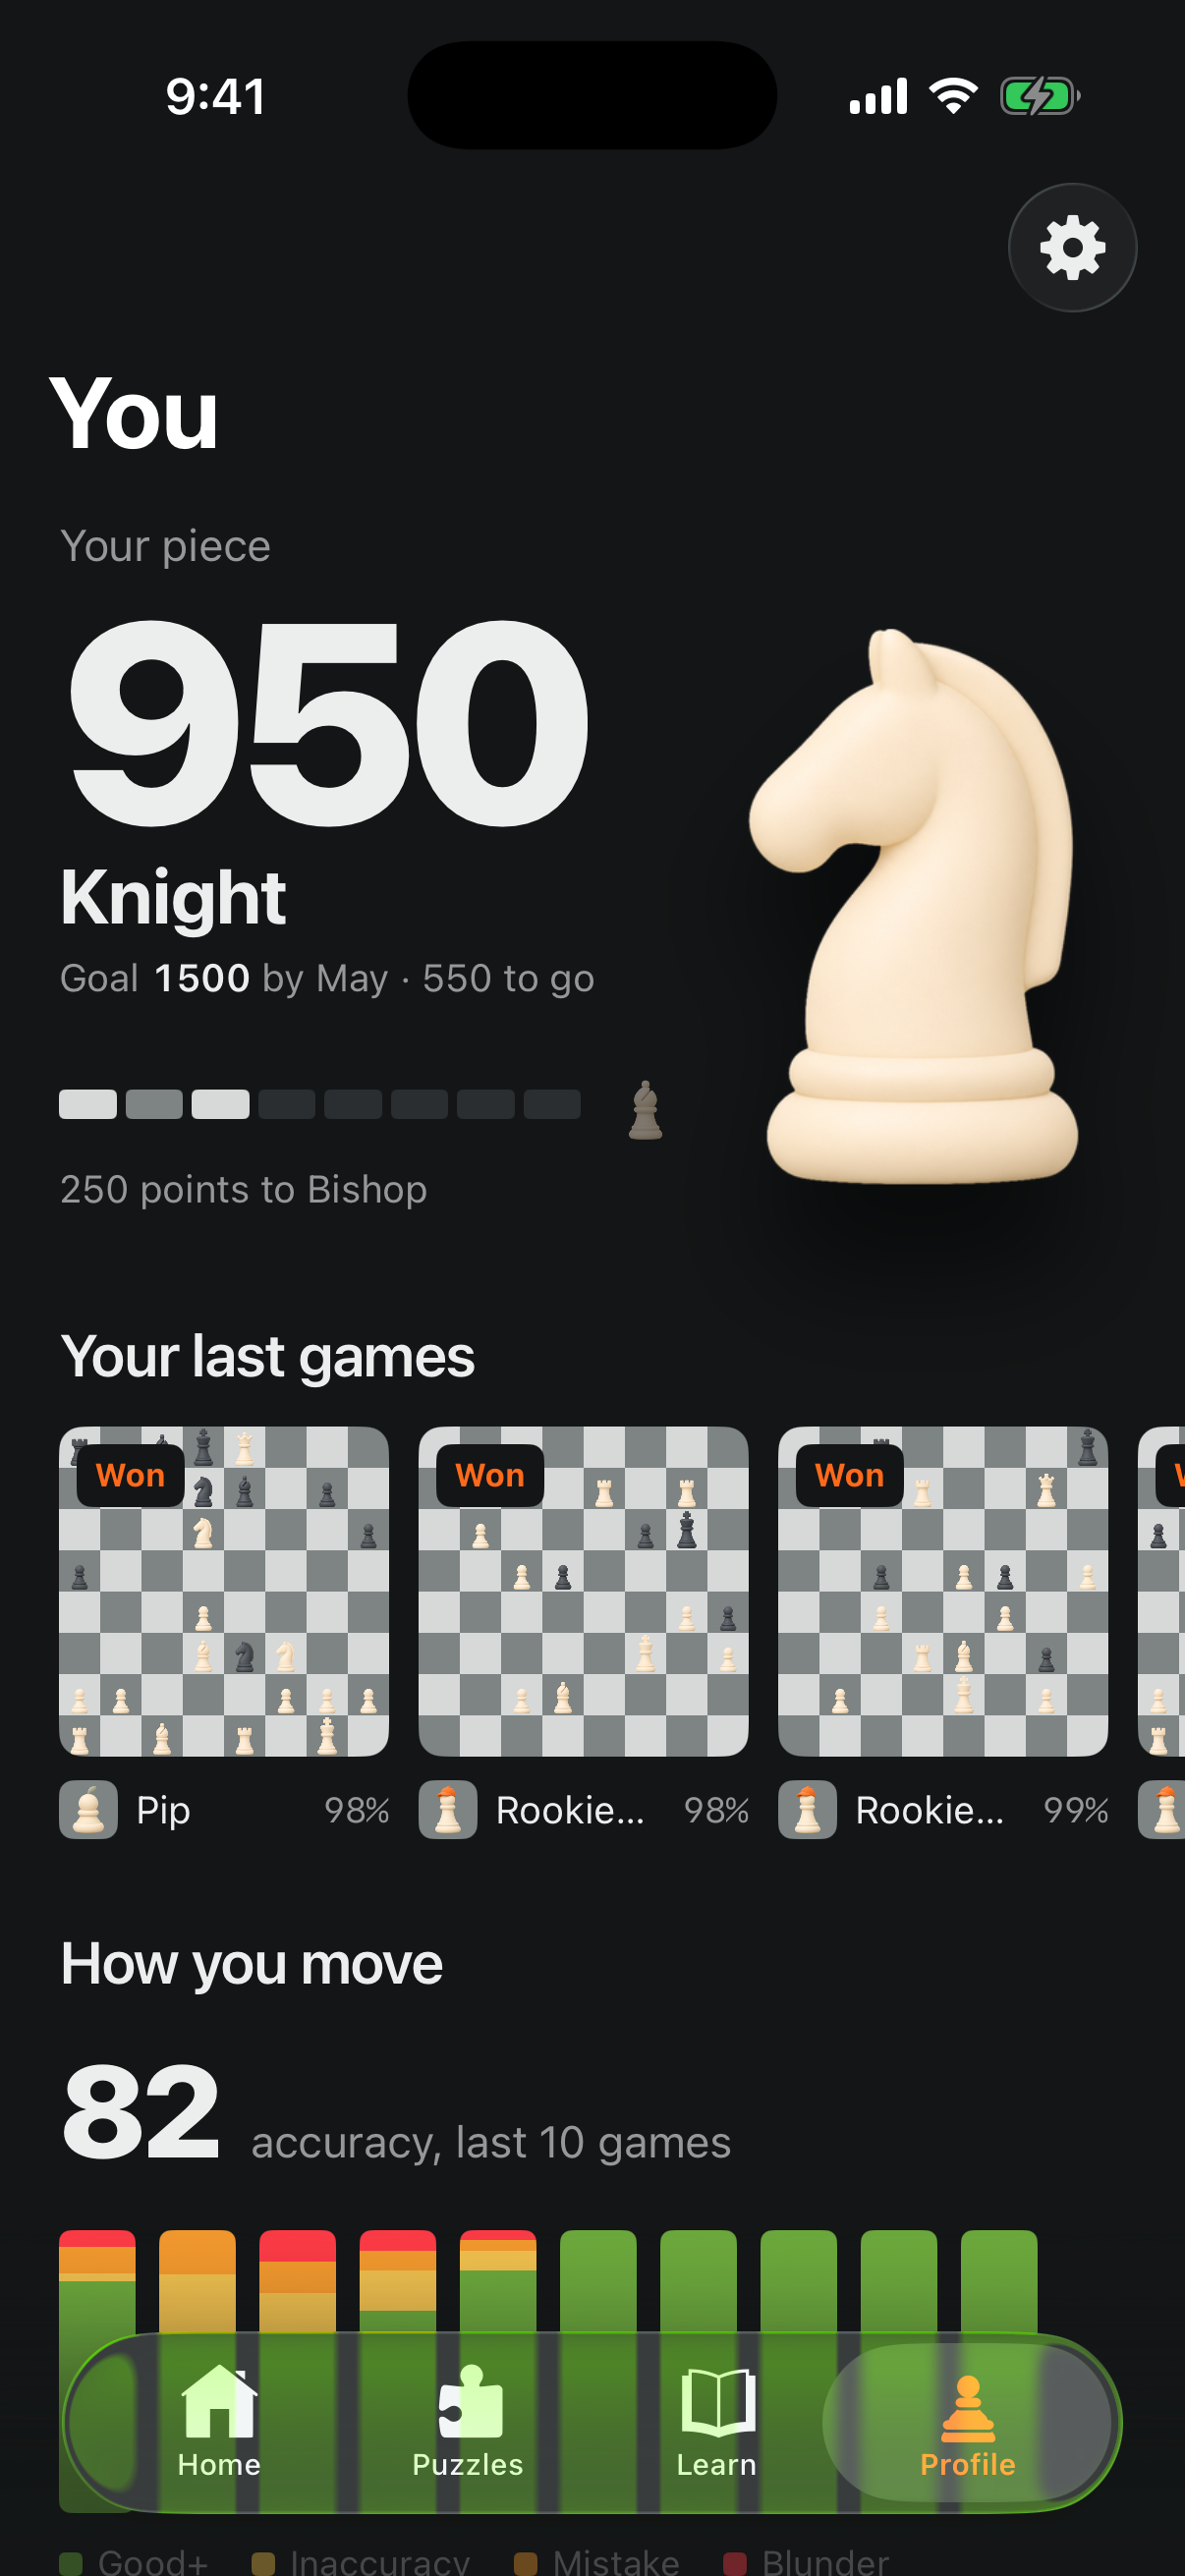 9:41
You
Your piece
950
Knight
Goal 1500 by May · 550 to go
250 points to Bishop
Your last games
Won
Won
Won
Pip 98%
Rookie... 98%
Rookie... 99%
How you move
82 accuracy, last 10 games
Home
Puzzles
Learn
Profile
Good+
Inaccuracy
Mistake
Blunder